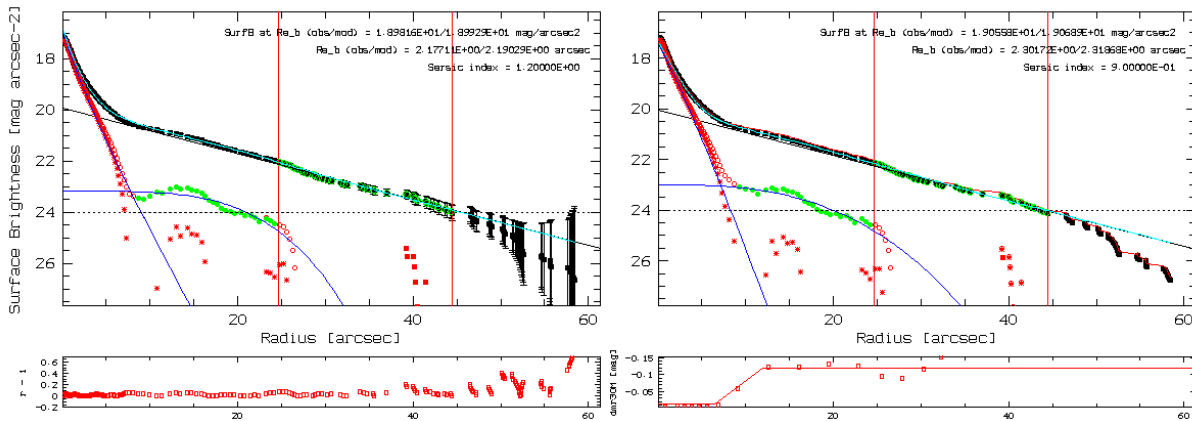 SurfB at Re_b (obs/mod) = 1.89816E+01/1.89929E+01 mag/arcsec2
Re_b (obs/mod) = 2.17711E+00/2.19029E+00 arcsec
Sersic index = 1.20000E+00
18
20
22
24
26
Surface Brightness [mag arcsec-2]
20
40
60
Radius [arcsec]
SurfB at Re_b (obs/mod) = 1.90558E+01/1.90689E+01 mag/arcsec2
Re_b (obs/mod) = 2.30172E+00/2.31868E+00 arcsec
Sersic index = 9.00000E-01
18
20
22
24
26
20
40
60
Radius [arcsec]
0.6
0.4
0.2
0
-0.2
r - i
0
20
40
60
-0.15
-0.1
-0.05
[mag]
0
20
40
60